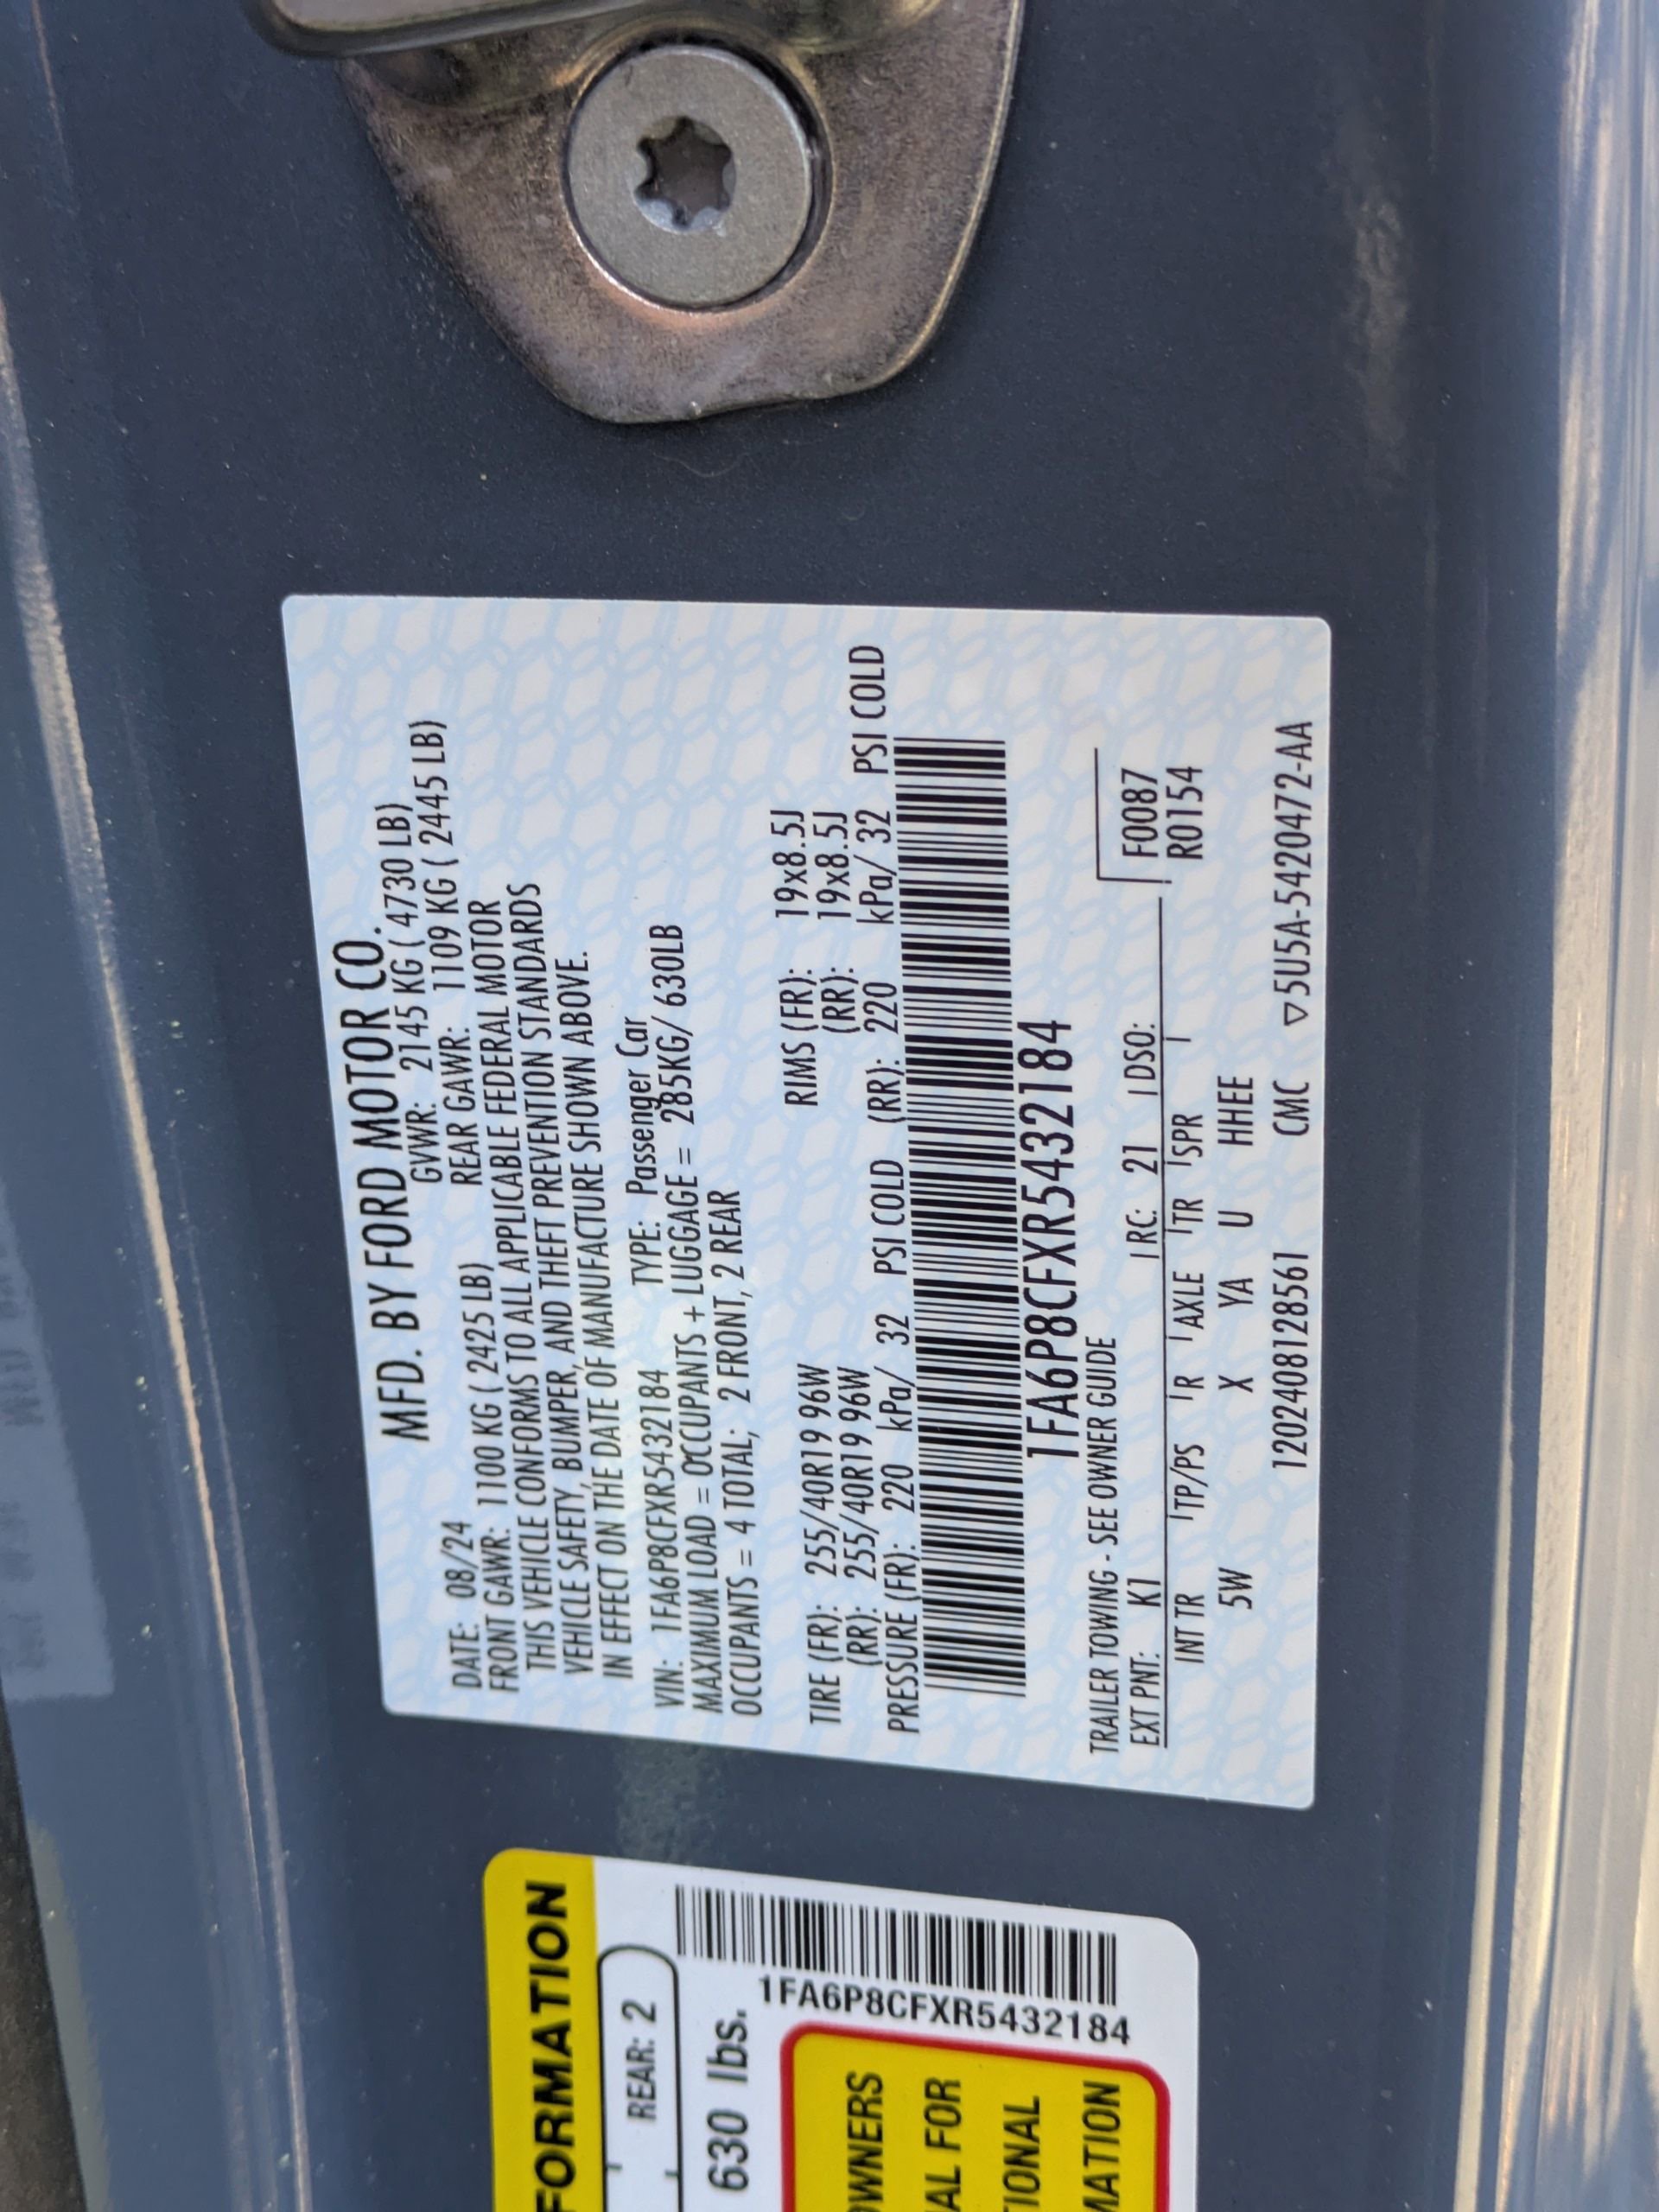 MFD. BY FORD MOTOR CO.
DATE: 08/24 GVWR: 2145 KG ( 4730 LB)
FRONT GAWR: 1100 KG ( 2425 LB) REAR GAWR: 1109 KG ( 2445 LB)
THIS VEHICLE CONFORMS TO ALL APPLICABLE FEDERAL MOTOR
VEHICLE SAFETY, BUMPER, AND THEFT PREVENTION STANDARDS
IN EFFECT ON THE DATE OF MANUFACTURE SHOWN ABOVE.
VIN: 1FA6P8CFXR5432184 TYPE: Passenger Car
MAXIMUM LOAD = OCCUPANTS + LUGGAGE = 285KG/ 630LB
OCCUPANTS = 4 TOTAL; 2 FRONT, 2 REAR
TIRE (FR): 255/40R19 96W RIMS (FR): 19x8.5J
(RR): 255/40R19 96W (RR): 19x8.5J
PRESSURE (FR): 220 kPa/ 32 PSI COLD (RR): 220 kPa/ 32 PSI COLD
1FA6P8CFXR5432184
TRAILER TOWING - SEE OWNER GUIDE
EXT PNT: K1 RC: 21 DSO: F0087
INT TR TP/PS R AXLE TR SPR R0154
5W X YA U HHEE
1202408128561 CMC ▽5U5A-54204472-AA
FORMATION
REAR: 2
630 lbs.
1FA6P8CFXR5432184
OWNERS
AL FOR
IONAL
MATION